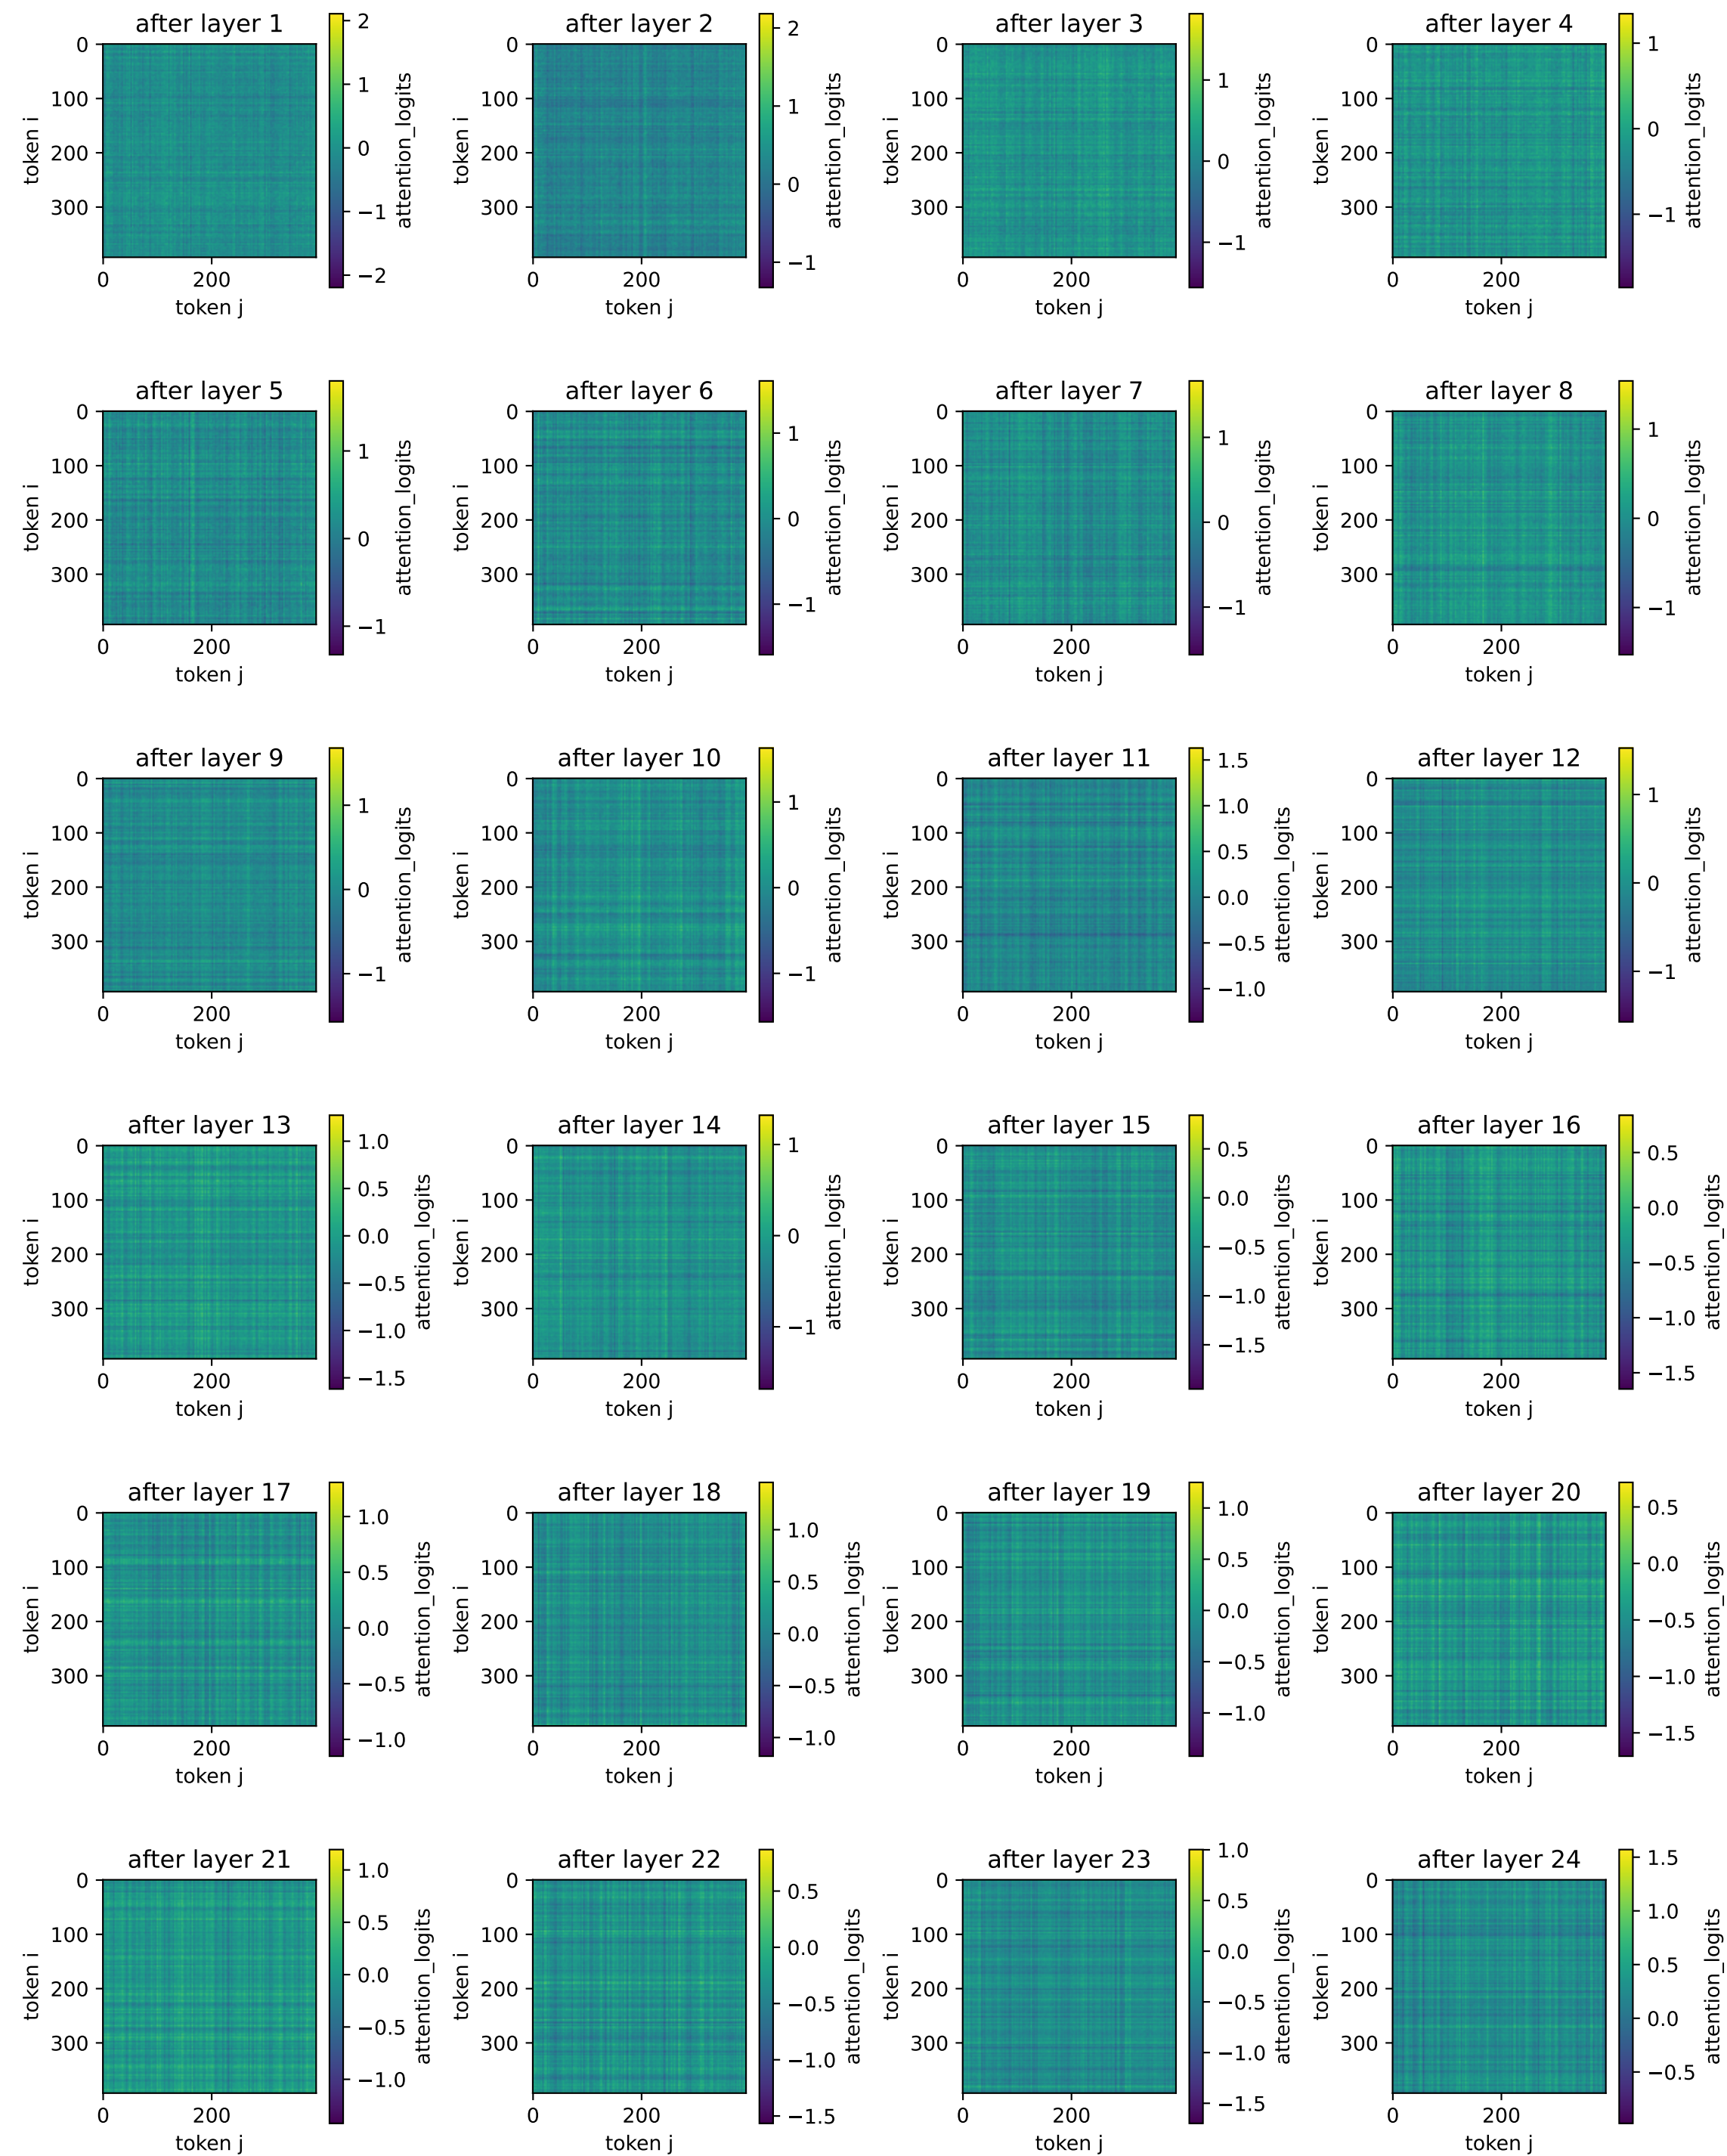 after layer 1
0
100
200
300
token i
0 200
token j
2
1
0
−1
−2
attention_logits
after layer 2
0
100
200
300
token i
0 200
token j
2
1
0
−1
attention_logits
after layer 3
0
100
200
300
token i
0 200
token j
1
0
−1
attention_logits
after layer 4
0
100
200
300
token i
0 200
token j
1
0
−1
attention_logits
after layer 5
0
100
200
300
token i
0 200
token j
1
0
−1
attention_logits
after layer 6
0
100
200
300
token i
0 200
token j
1
0
−1
attention_logits
after layer 7
0
100
200
300
token i
0 200
token j
1
0
−1
attention_logits
after layer 8
0
100
200
300
token i
0 200
token j
1
0
−1
attention_logits
after layer 9
0
100
200
300
token i
0 200
token j
1
0
−1
attention_logits
after layer 10
0
100
200
300
token i
0 200
token j
1
0
−1
attention_logits
after layer 11
0
100
200
300
token i
0 200
token j
1.5
1.0
0.5
0.0
−0.5
−1.0
attention_logits
after layer 12
0
100
200
300
token i
0 200
token j
1
0
−1
attention_logits
after layer 13
0
100
200
300
token i
0 200
token j
1.0
0.5
0.0
−0.5
−1.0
−1.5
attention_logits
after layer 14
0
100
200
300
token i
0 200
token j
1
0
−1
attention_logits
after layer 15
0
100
200
300
token i
0 200
token j
0.5
0.0
−0.5
−1.0
−1.5
attention_logits
after layer 16
0
100
200
300
token i
0 200
token j
0.5
0.0
−0.5
−1.0
−1.5
attention_logits
after layer 17
0
100
200
300
token i
0 200
token j
1.0
0.5
0.0
−0.5
−1.0
attention_logits
after layer 18
0
100
200
300
token i
0 200
token j
1.0
0.5
0.0
−0.5
−1.0
attention_logits
after layer 19
0
100
200
300
token i
0 200
token j
1.0
0.5
0.0
−0.5
−1.0
attention_logits
after layer 20
0
100
200
300
token i
0 200
token j
0.5
0.0
−0.5
−1.0
−1.5
attention_logits
after layer 21
0
100
200
300
token i
0 200
token j
1.0
0.5
0.0
−0.5
−1.0
attention_logits
after layer 22
0
100
200
300
token i
0 200
token j
0.5
0.0
−0.5
−1.0
−1.5
attention_logits
after layer 23
0
100
200
300
token i
0 200
token j
1.0
0.5
0.0
−0.5
−1.0
−1.5
attention_logits
after layer 24
0
100
200
300
token i
0 200
token j
1.5
1.0
0.5
0.0
−0.5
attention_logits